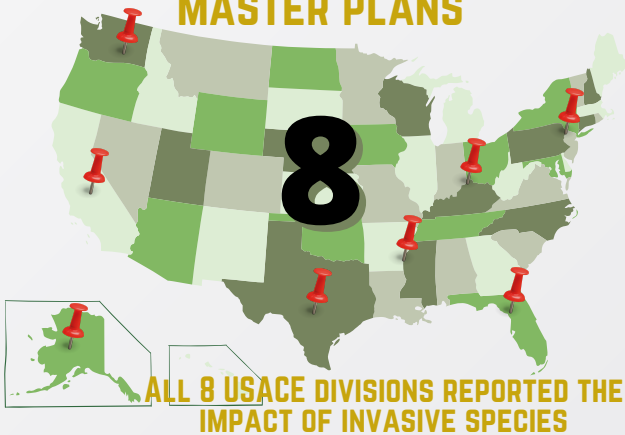 MASTER PLANS
8
ALL 8 USACE DIVISIONS REPORTED THE
IMPACT OF INVASIVE SPECIES